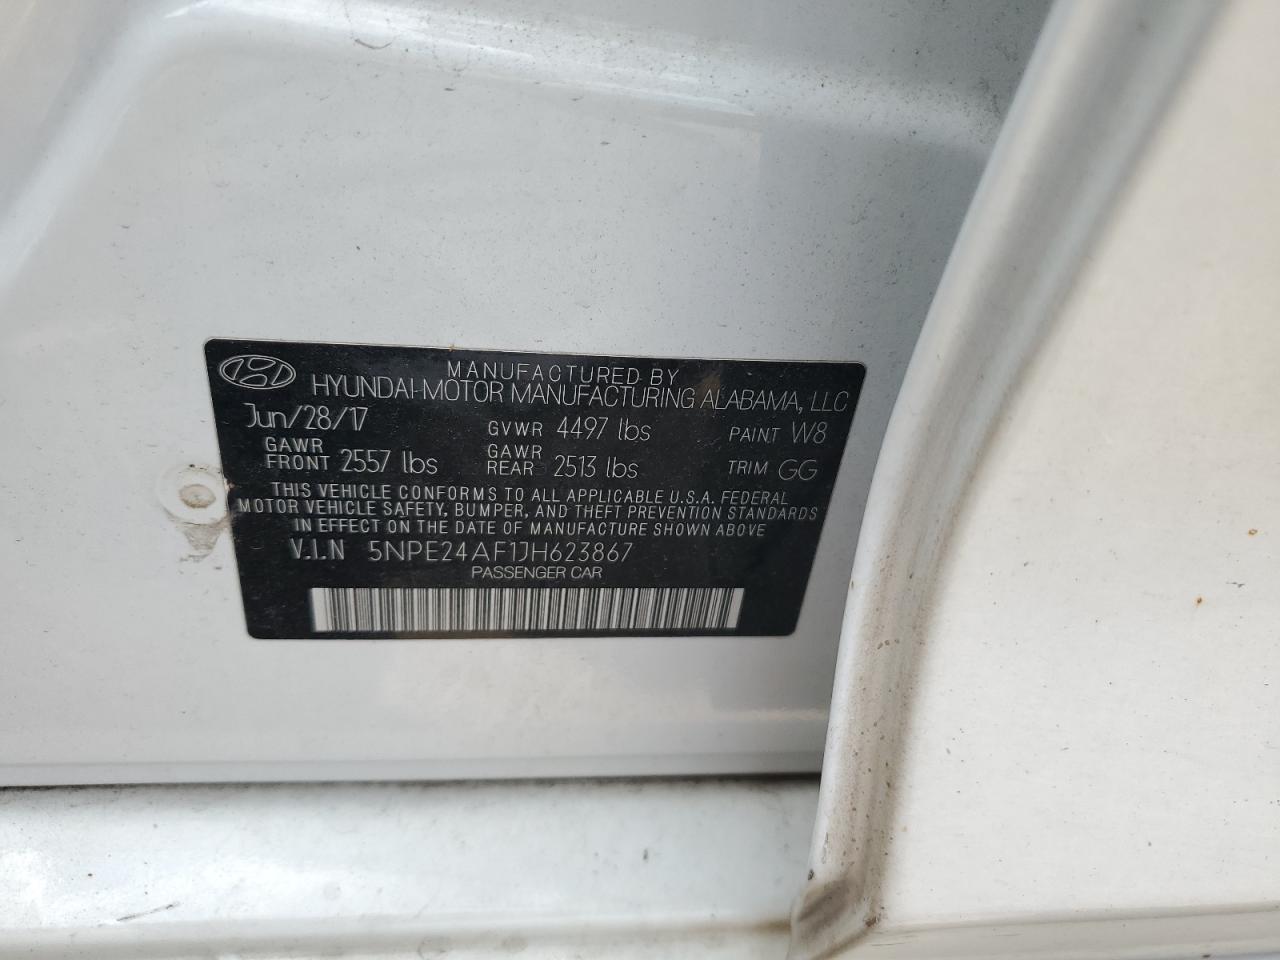 MANUFACTURED BY
HYUNDAI-MOTOR MANUFACTURING ALABAMA, LLC
Jun/28/17 GVWR 4497 lbs PAINT W8
GAWR FRONT 2557 lbs GAWR REAR 2513 lbs TRIM GG
THIS VEHICLE CONFORMS TO ALL APPLICABLE U.S.A. FEDERAL
MOTOR VEHICLE SAFETY, BUMPER, AND THEFT PREVENTION STANDARDS
IN EFFECT ON THE DATE OF MANUFACTURE SHOWN ABOVE
V.I.N 5NPE24AF1JH623867
PASSENGER CAR